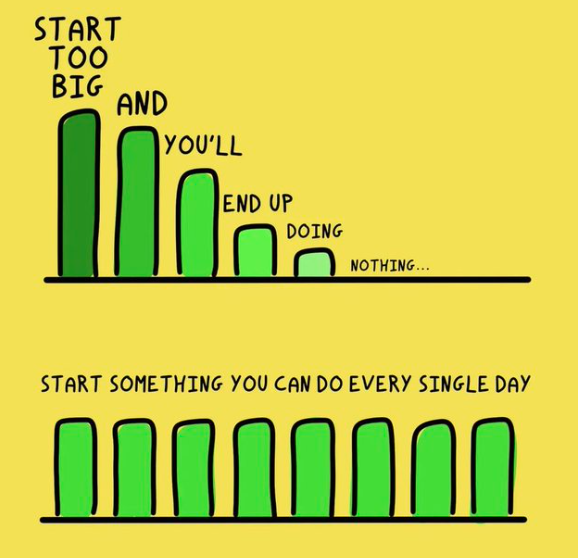 START
TOO
BIG
AND
YOU'LL
END UP
DOING
NOTHING...
START SOMETHING YOU CAN DO EVERY SINGLE DAY